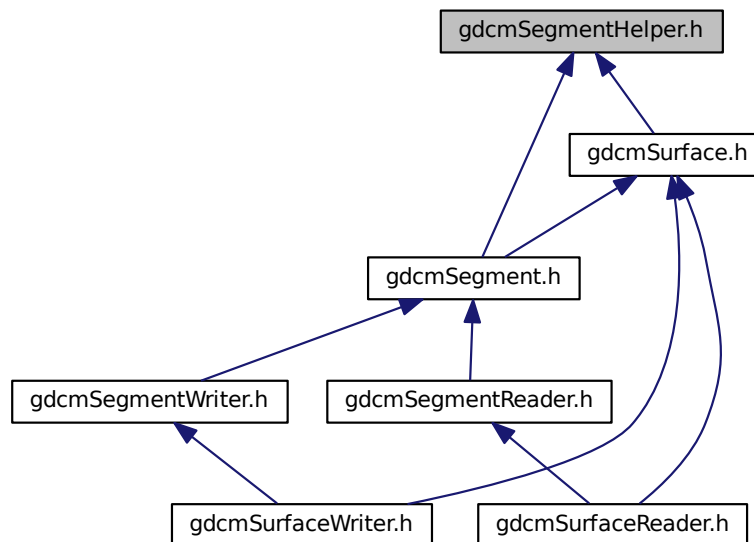 gdcmSegmentHelper.h
gdcmSurface.h
gdcmSegment.h
gdcmSegmentWriter.h
gdcmSegmentReader.h
gdcmSurfaceWriter.h
gdcmSurfaceReader.h